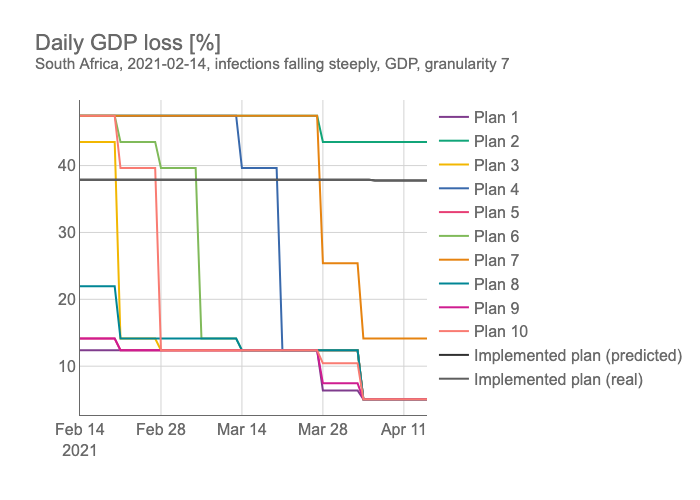 Daily GDP loss [%]
South Africa, 2021-02-14, infections falling steeply, GDP, granularity 7
40
30
20
10
Feb 14
2021
Feb 28
Mar 14
Mar 28
Apr 11
Plan 1
Plan 2
Plan 3
Plan 4
Plan 5
Plan 6
Plan 7
Plan 8
Plan 9
Plan 10
Implemented plan (predicted)
Implemented plan (real)